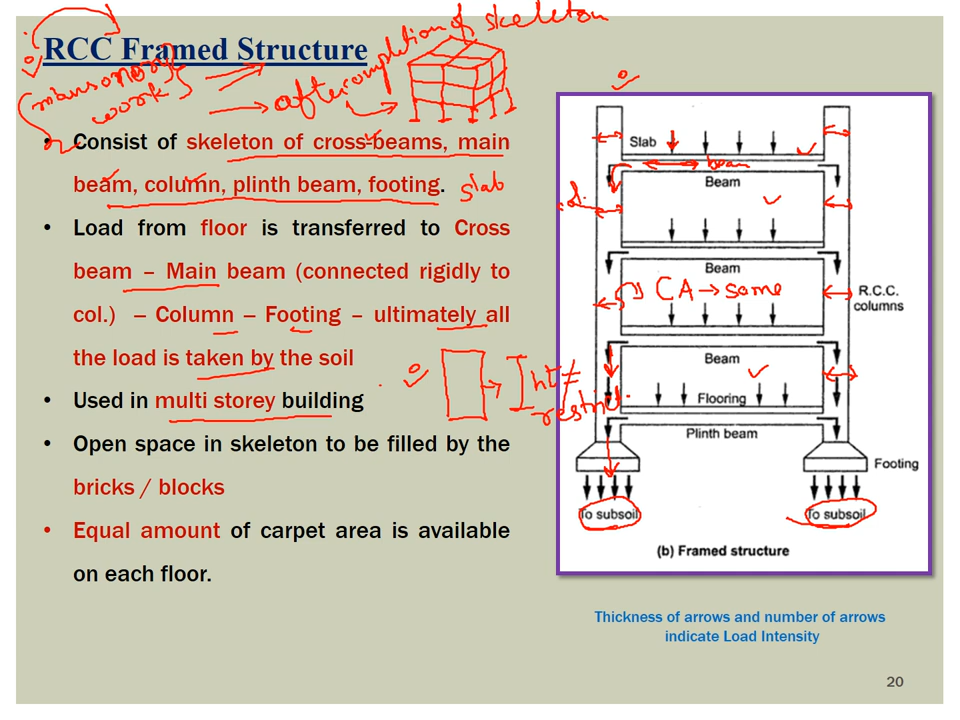 after completion of skeleton
RCC Framed Structure
work
• Consist of skeleton of cross-beams, main
beam, column, plinth beam, footing. slab
• Load from floor is transferred to Cross
beam – Main beam (connected rigidly to
col.) – Column – Footing – ultimately all
the load is taken by the soil
• Used in multi storey building
• Open space in skeleton to be filled by the
bricks / blocks
• Equal amount of carpet area is available
on each floor.
ht ≠
restrict.
Slab
beam
Beam
col.
Beam
CA → same
R.C.C.
columns
Beam
Flooring
Plinth beam
Footing
To subsoil
To subsoil
(b) Framed structure
Thickness of arrows and number of arrows
indicate Load Intensity
20